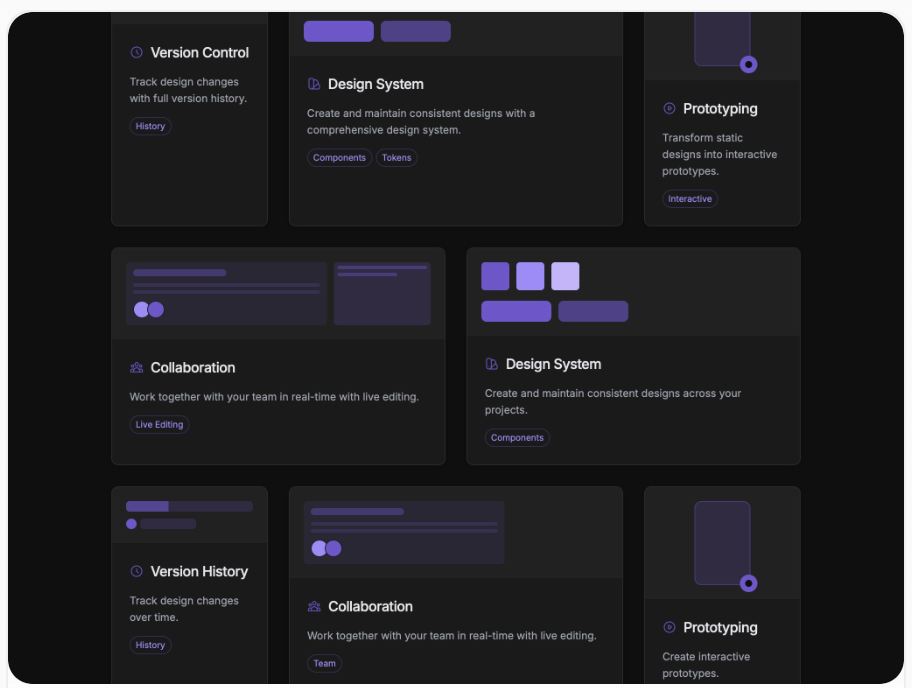 Version Control
Track design changes
with full version history.
History
Design System
Create and maintain consistent designs with a
comprehensive design system.
Components
Tokens
Prototyping
Transform static
designs into interactive
prototypes.
Interactive
Collaboration
Work together with your team in real-time with live editing.
Live Editing
Design System
Create and maintain consistent designs across your
projects.
Components
Version History
Track design changes
over time.
History
Collaboration
Work together with your team in real-time with live editing.
Team
Prototyping
Create interactive
prototypes.